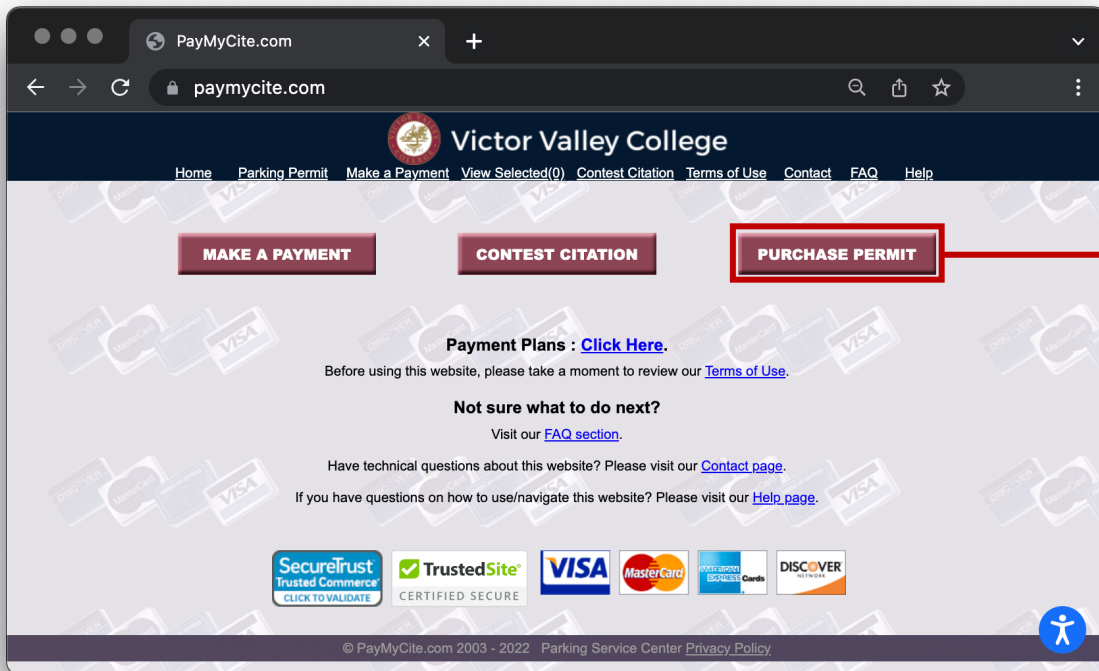 PayMyCite.com
paymycite.com
Victor Valley College
Home Parking Permit Make a Payment View Selected(0) Contest Citation Terms of Use Contact FAQ Help
MAKE A PAYMENT CONTEST CITATION PURCHASE PERMIT
Payment Plans : Click Here.
Before using this website, please take a moment to review our Terms of Use.
Not sure what to do next?
Visit our FAQ section.
Have technical questions about this website? Please visit our Contact page.
If you have questions on how to use/navigate this website? Please visit our Help page.
SecureTrust
Trusted Commerce
CLICK TO VALIDATE
TrustedSite
CERTIFIED SECURE
VISA
MasterCard
AMERICAN EXPRESS Cards
DISCOVER
NETWORK
© PayMyCite.com 2003 - 2022 Parking Service Center Privacy Policy